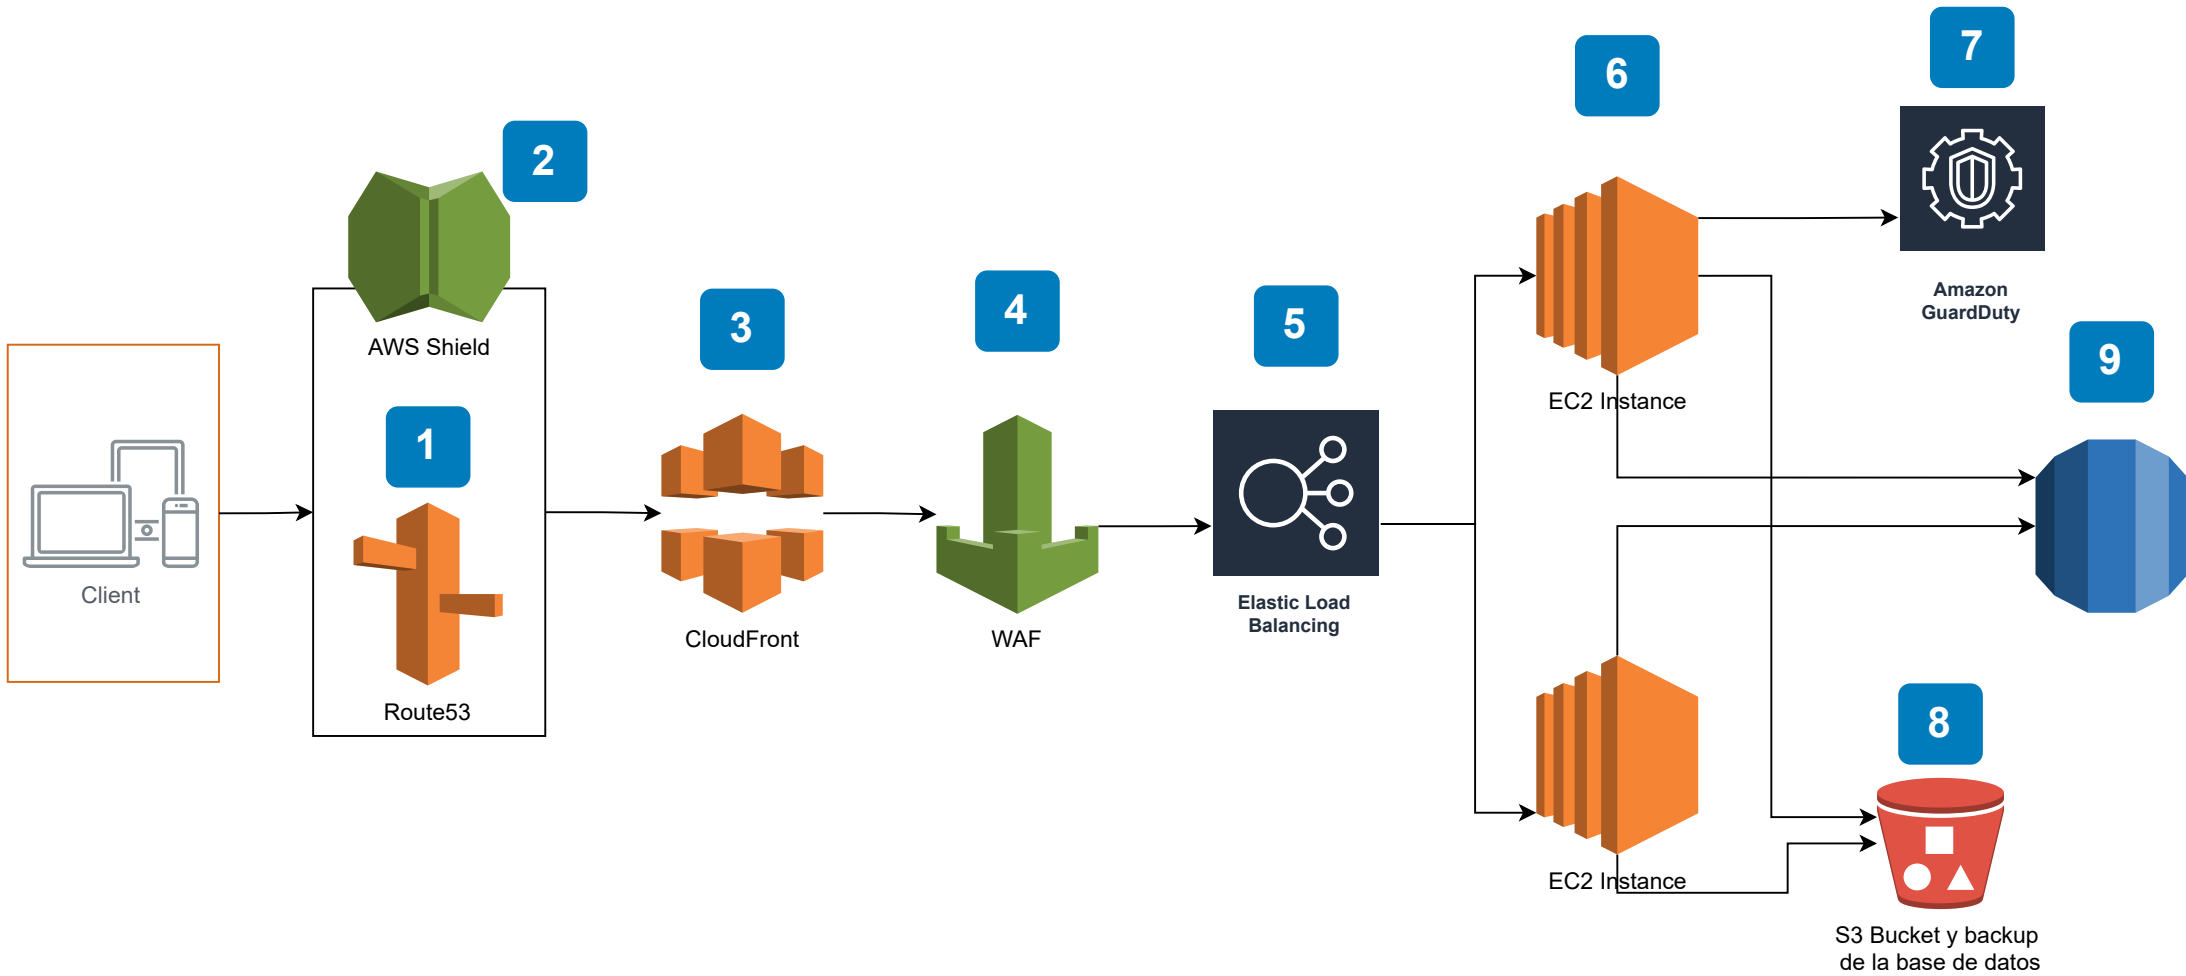 7
6
2
Amazon
GuardDuty
4
5
3
AWS Shield
9
EC2 Instance
1
Client
Elastic Load
Balancing
CloudFront
WAF
Route53
8
EC2 Instance
S3 Bucket y backup
de la base de datos